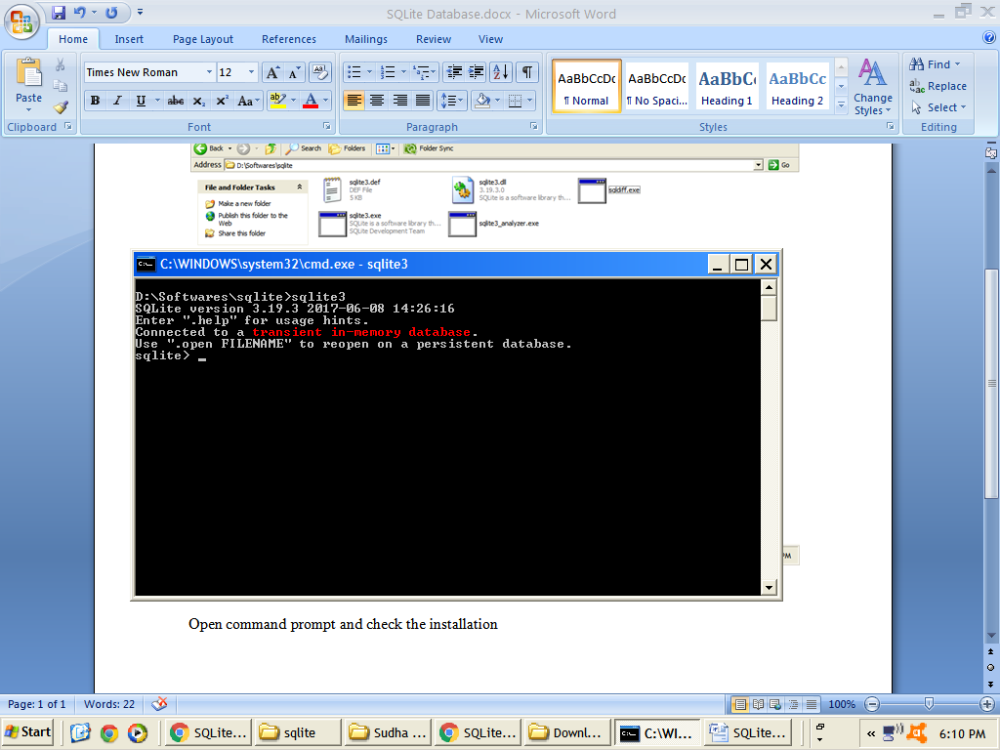 SQLite Database.docx - Microsoft Word
Home Insert Page Layout References Mailings Review View
Paste
Clipboard
Times New Roman 12
B I U abc x₂ x² Aa
Font
Paragraph
AaBbCcDc AaBbCcDc AaBbC AaBbCc
¶ Normal ¶ No Spaci... Heading 1 Heading 2
Change Styles
Styles
Find
Replace
Select
Editing
Back Search Folders Folder Sync
Address D:\Softwares\sqlite Go
File and Folder Tasks
Make a new folder
Publish this folder to the
Web
Share this folder
sqlite3.def
DEF File
5 KB
sqlite3.dll
3.19.3.0
SQLite is a software library th...
sqldiff.exe
sqlite3.exe
SQLite is a software library th...
SQLite Development Team
sqlite3_analyzer.exe
C:\WINDOWS\system32\cmd.exe - sqlite3
D:\Softwares\sqlite>sqlite3
SQLite version 3.19.3 2017-06-08 14:26:16
Enter ".help" for usage hints.
Connected to a transient in-memory database.
Use ".open FILENAME" to reopen on a persistent database.
sqlite> _
PM
Open command prompt and check the installation
Page: 1 of 1 Words: 22 100%
Start SQLite... sqlite Sudha ... SQLite... Downl... C:\WI... SQLite... « 6:10 PM